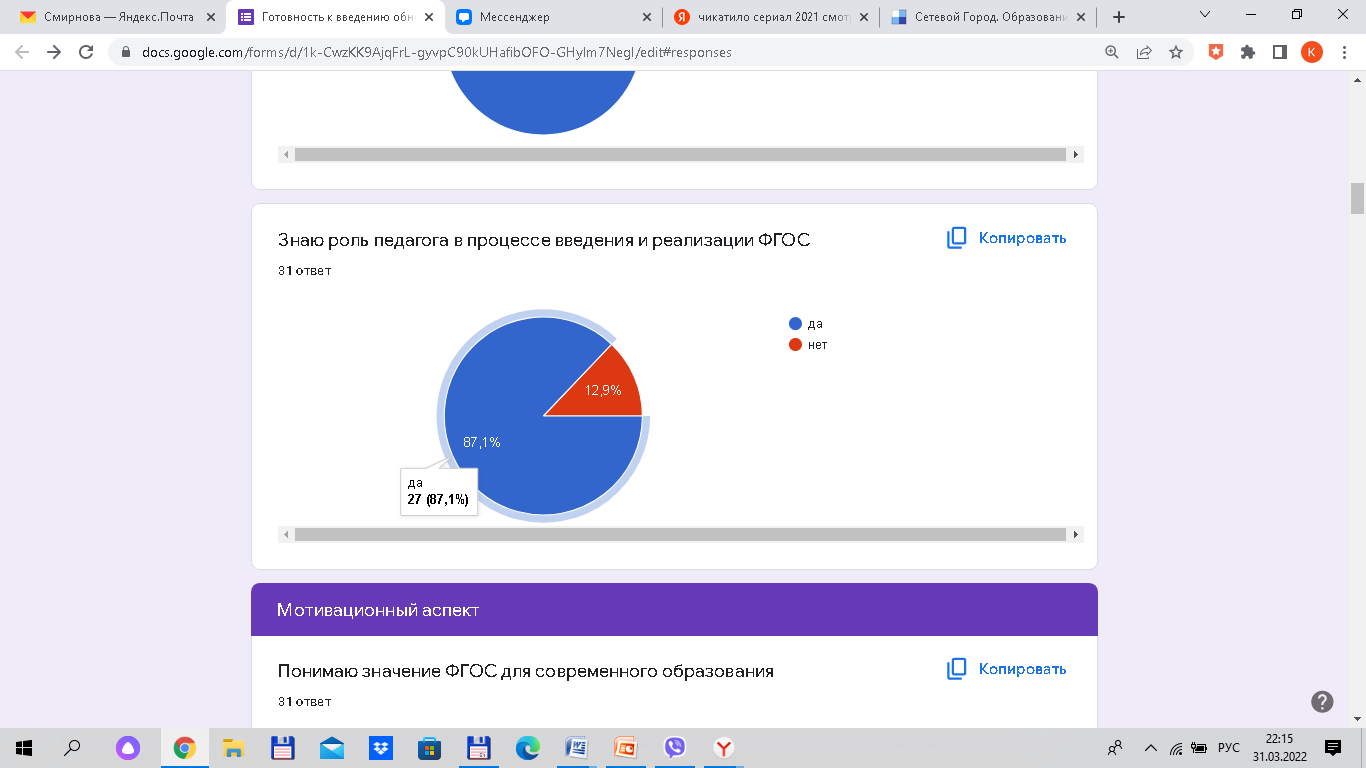 Смирнова — Яндекс.Почта
Готовность к введению обн
Мессенджер
чикатило сериал 2021 смот
Сетевой Город. Образовани
docs.google.com/forms/d/1k-CwzKK9AjqFrL-gyvpC90kUHafibOFO-GHyIm7NegI/edit#responses
К
Знаю роль педагога в процессе введения и реализации ФГОС
Копировать
31 ответ
да
нет
12,9%
87,1%
да
27 (87,1%)
Мотивационный аспект
Понимаю значение ФГОС для современного образования
Копировать
31 ответ
РУС
22:15
31.03.2022